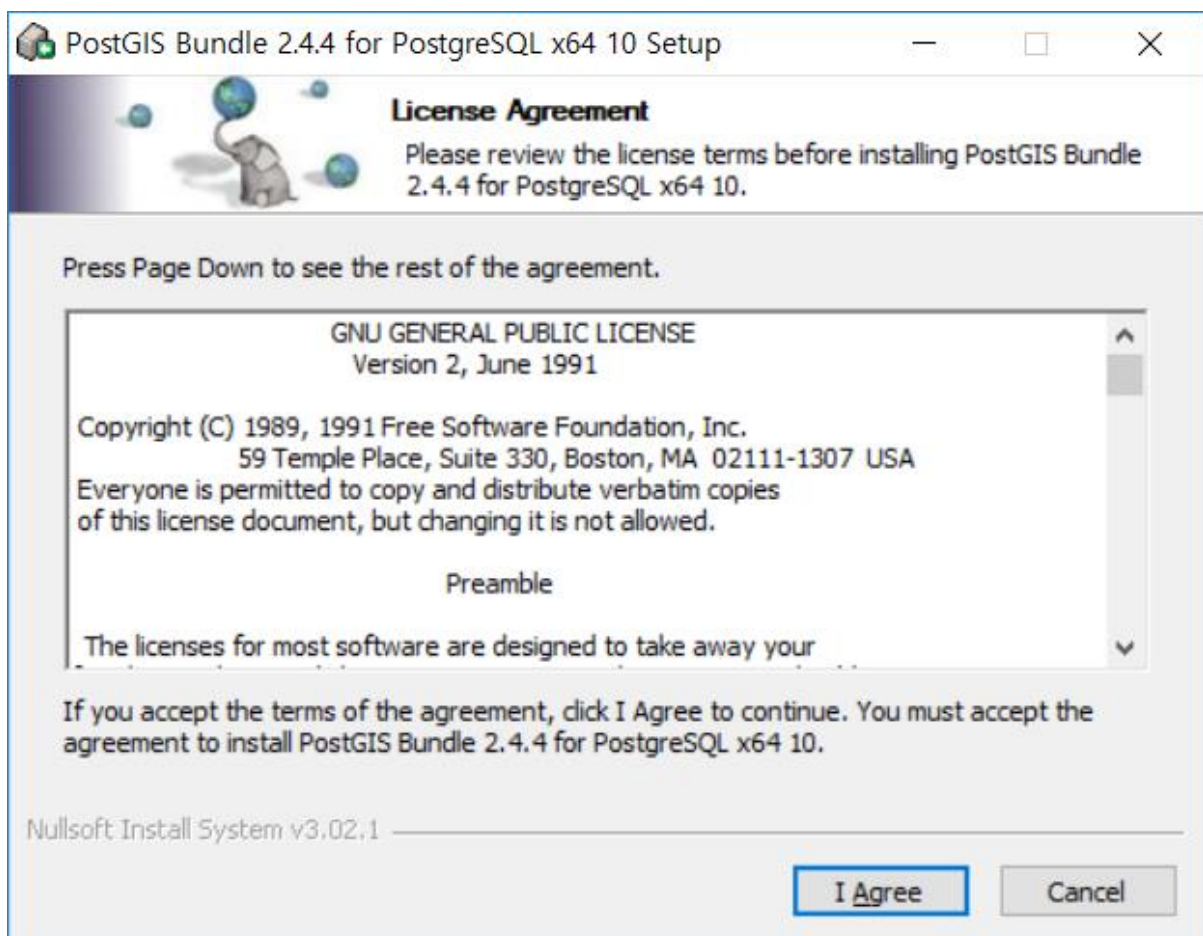 PostGIS Bundle 2.4.4 for PostgreSQL x64 10 Setup
License Agreement
Please review the license terms before installing PostGIS Bundle
2.4.4 for PostgreSQL x64 10.
Press Page Down to see the rest of the agreement.
GNU GENERAL PUBLIC LICENSE
Version 2, June 1991
Copyright (C) 1989, 1991 Free Software Foundation, Inc.
59 Temple Place, Suite 330, Boston, MA 02111-1307 USA
Everyone is permitted to copy and distribute verbatim copies
of this license document, but changing it is not allowed.
Preamble
The licenses for most software are designed to take away your
If you accept the terms of the agreement, click I Agree to continue. You must accept the
agreement to install PostGIS Bundle 2.4.4 for PostgreSQL x64 10.
Nullsoft Install System v3.02.1
I Agree
Cancel